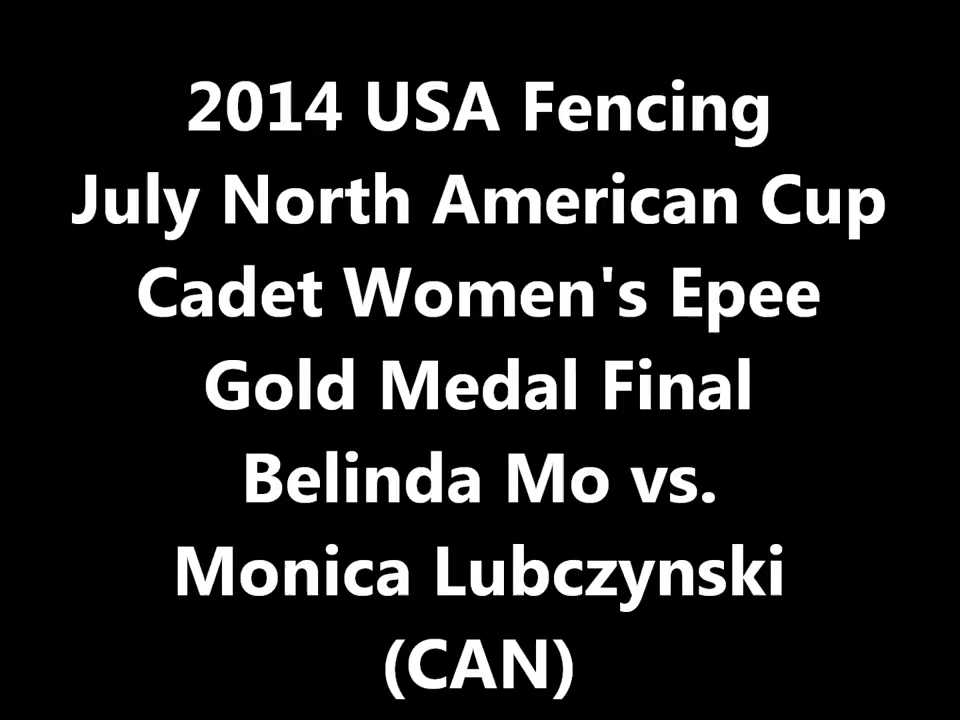 2014 USA Fencing
July North American Cup
Cadet Women's Epee
Gold Medal Final
Belinda Mo vs.
Monica Lubczynski
(CAN)